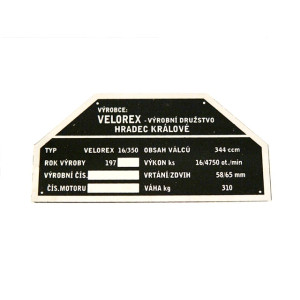 VÝROBCE:
VELOREX - VÝROBNÍ DRUŽSTVO
HRADEC KRÁLOVÉ
TYP VELOREX 16/350 OBSAH VÁLCŮ 344 ccm
ROK VÝROBY 197 VÝKON ks 16/4750 ot./min
VÝROBNÍ ČÍS. VRTÁNÍ/ZDVIH 58/65 mm
ČÍS.MOTORU VÁHA kg 310